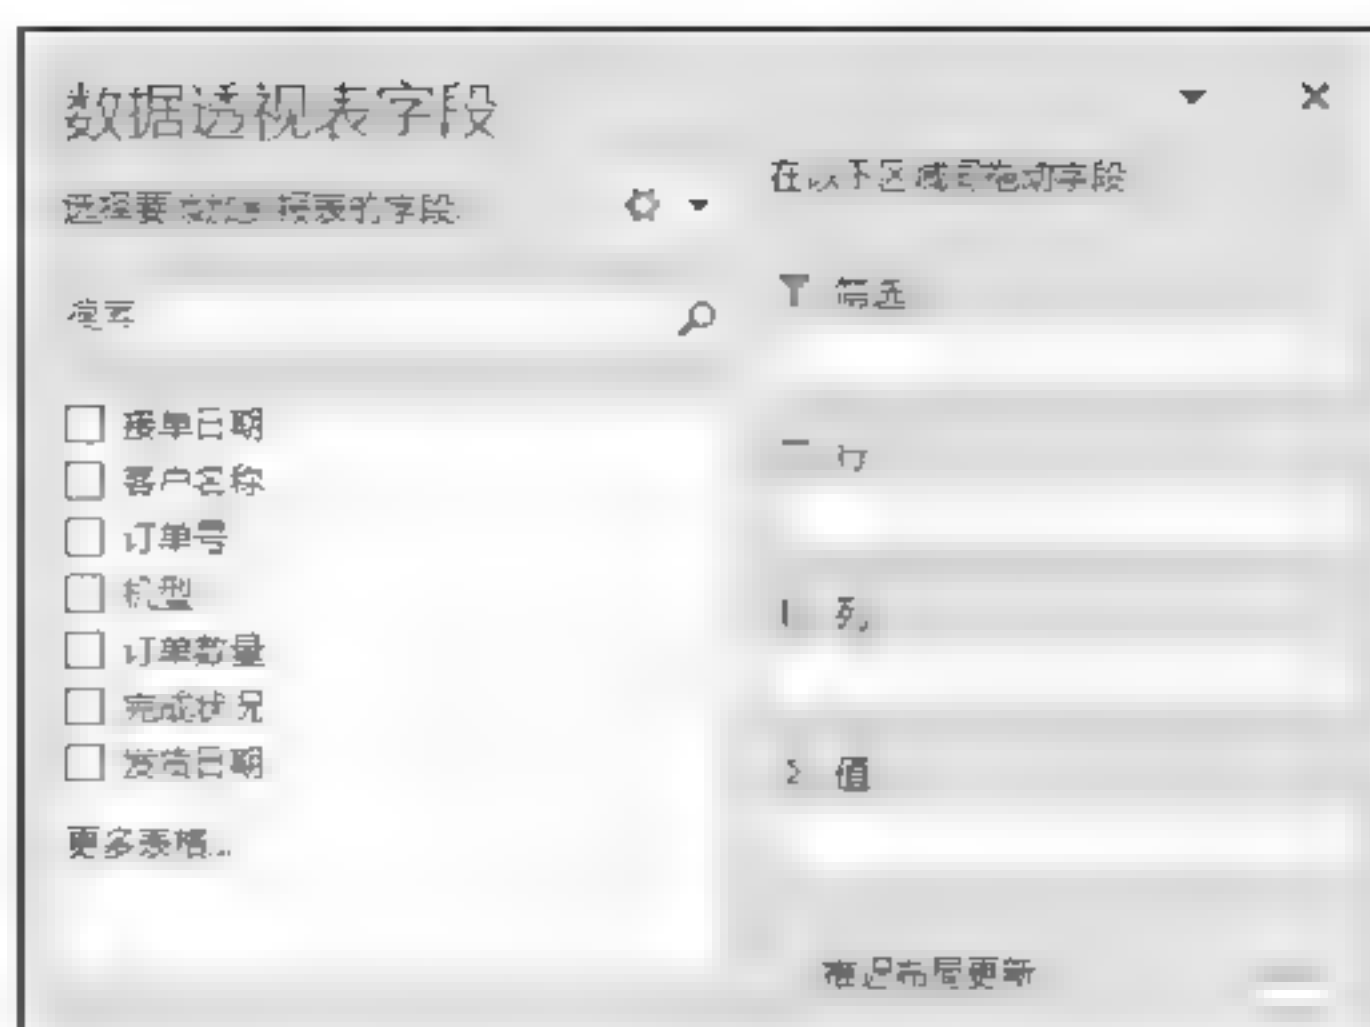 数据透视表字段
选择要添加到报表的字段:
搜索
接单日期
客户名称
订单号
机型
订单数量
完成状况
发货日期
更多表格...
在以下区域间拖动字段
筛选
行
列
Σ 值
推迟布局更新